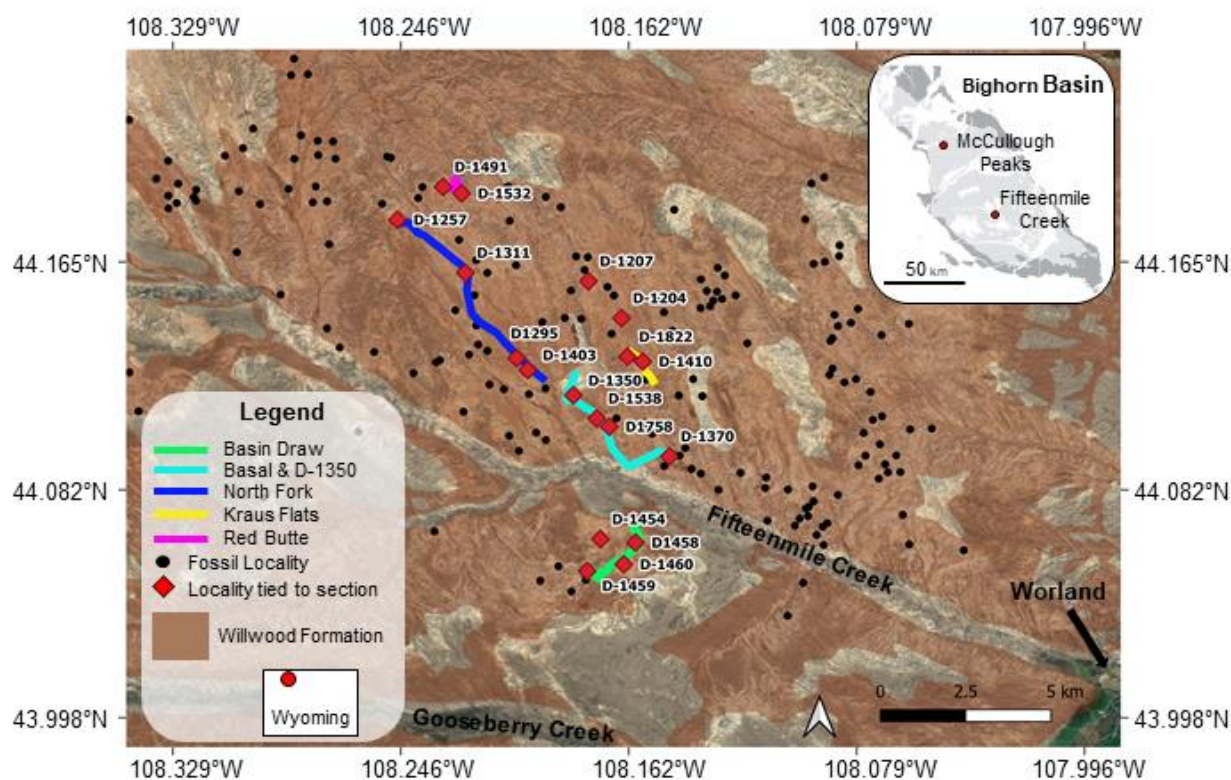 108.329°W 108.246°W 108.162°W 108.079°W 107.996°W
Bighorn Basin
McCullough
Peaks
Fifteenmile
Creek
50 km
D-1491
D-1532
D-1257
44.165°N
D-1311
D-1207
44.165°N
D-1204
D-1822
D1295
D-1403
D-1410
D-1350
D-1538
D1758
D-1370
Legend
Basin Draw
Basal & D-1350
North Fork
Kraus Flats
Red Butte
Fossil Locality
Locality tied to section
Willwood Formation
Wyoming
44.082°N
44.082°N
Fifteenmile Creek
D-1454
D1458
D-1460
D-1459
Worland
0 2.5 5 km
43.998°N
Gooseberry Creek
43.998°N
108.329°W 108.246°W 108.162°W 108.079°W 107.996°W